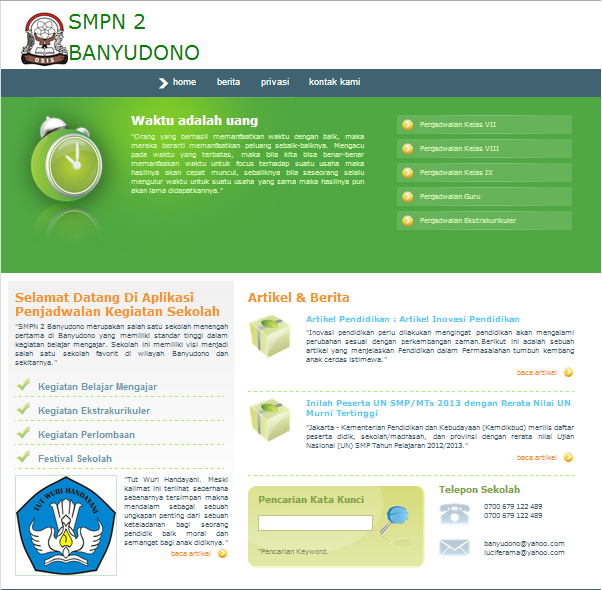 SMPN 2
BANYUDONO
OSIS
home berita privasi kontak kami
Waktu adalah uang
"Orang yang berhasil memanfaatkan waktu dengan baik, maka
mereka berarti memanfaatkan peluang sebaik-baiknya. Mengacu
pada waktu yang terbatas, maka bila kita bisa benar-benar
memanfaakan waktu untuk focus terhadap suatu usaha maka
hasilnya akan cepat muncul, sebaliknya bila seseorang selalu
mengulur waktu untuk suatu usaha yang sama maka hasilnya pun
akan lama didapatkannya."
Penjadwalan Kelas VII
Penjadwalan Kelas VIII
Penjadwalan Kelas IX
Penjadwalan Guru
Penjadwalan Ekstrakurikuler
Selamat Datang Di Aplikasi
Penjadwalan Kegiatan Sekolah
"SMPN 2 Banyudono merupakan salah satu sekolah menengah
pertama di Banyudono yang memiliki standar tinggi dalam
kegiatan belajar mengajar. Sekolah ini memiliki visi menjadi
salah satu sekolah favorit di wilayah Banyudono dan
sekitarnya."
Kegiatan Belajar Mengajar
Kegiatan Ekstrakurikuler
Kegiatan Perlombaan
Festival Sekolah
TUT WURI HANDAYANI
"Tut Wuri Handayani. Meski
kalimat ini terlihat sederhana
sebenarnya tersimpan makna
mendalam sebagai sebuah
ungkapan penting dari sebuah
keteladanan bagi seorang
pendidik baik moral dan
semangat bagi anak didiknya."
baca artikel
Artikel & Berita
Artikel Pendidikan : Artikel Inovasi Pendidikan
"Inovasi pendidikan perlu dilakukan mengingat pendidikan akan mengalami
perubahan sesuai dengan perkembangan zaman.Berikut ini adalah sebuah
artikel yang menjelaskan Pendidikan dalam Permasalahan tumbuh kembang
anak cerdas istimewa."
baca artikel
Inilah Peserta UN SMP/MTs 2013 dengan Rerata Nilai UN
Murni Tertinggi
"Jakarta - Kementerian Pendidikan dan Kebudayaan (Kemdikbud) merilis daftar
peserta didik, sekolah/madrasah, dan provinsi dengan rerata nilai Ujian
Nasional (UN) SMP Tahun Pelajaran 2012/2013."
baca artikel
Pencarian Kata Kunci
*Pencarian Keyword.
Telepon Sekolah
0700 679 122 489
0700 679 122 489
banyudono@yahoo.com
luciferama@yahoo.com